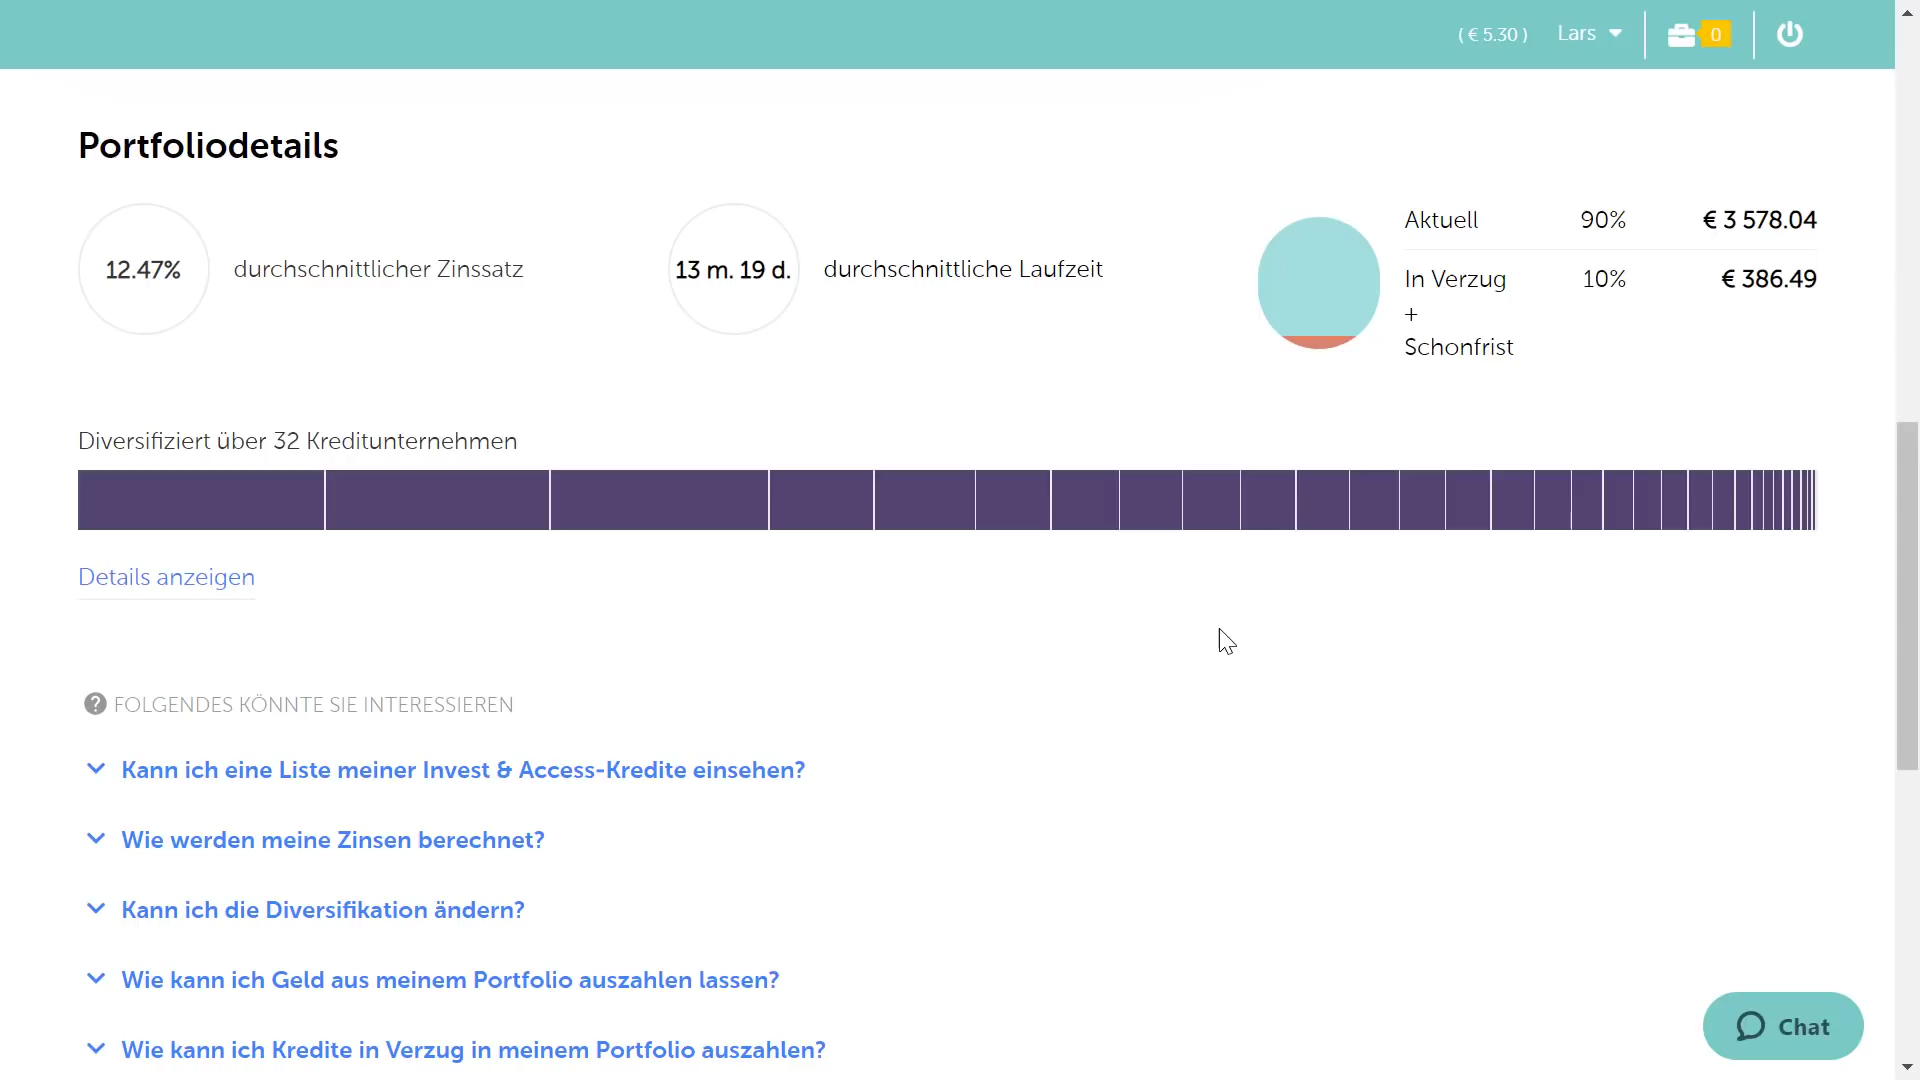 ( € 5.30 ) Lars 0
Portfoliodetails
12.47% durchschnittlicher Zinssatz
13 m. 19 d. durchschnittliche Laufzeit
Aktuell 90% € 3 578.04
In Verzug 10% € 386.49
+
Schonfrist
Diversifiziert über 32 Kreditunternehmen
Details anzeigen
? FOLGENDES KÖNNTE SIE INTERESSIEREN
Kann ich eine Liste meiner Invest & Access-Kredite einsehen?
Wie werden meine Zinsen berechnet?
Kann ich die Diversifikation ändern?
Wie kann ich Geld aus meinem Portfolio auszahlen lassen?
Wie kann ich Kredite in Verzug in meinem Portfolio auszahlen?
Chat